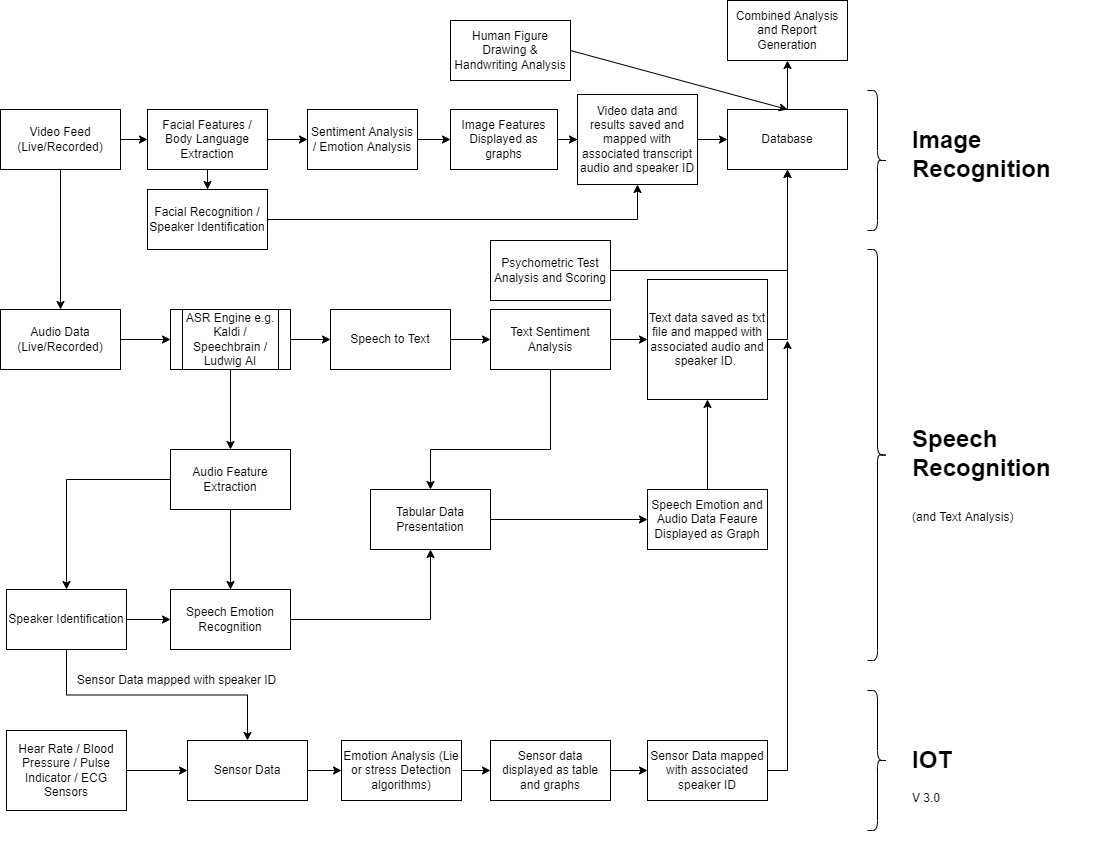 Combined Analysis
and Report
Generation
Human Figure
Drawing &
Handwriting Analysis
Video Feed
(Live/Recorded)
Facial Features /
Body Language
Extraction
Sentiment Analysis
/ Emotion Analysis
Image Features
Displayed as
graphs
Video data and
results saved and
mapped with
associated transcript
audio and speaker ID
Database
Image
Recognition
Facial Recognition /
Speaker Identification
Psychometric Test
Analysis and Scoring
Audio Data
(Live/Recorded)
ASR Engine e.g.
Kaldi /
Speechbrain /
Ludwig AI
Speech to Text
Text Sentiment
Analysis
Text data saved as txt
file and mapped with
associated audio and
speaker ID.
Speech
Recognition
(and Text Analysis)
Audio Feature
Extraction
Tabular Data
Presentation
Speech Emotion and
Audio Data Feaure
Displayed as Graph
Speaker Identification
Speech Emotion
Recognition
Sensor Data mapped with speaker ID
Hear Rate / Blood
Pressure / Pulse
Indicator / ECG
Sensors
Sensor Data
Emotion Analysis (Lie
or stress Detection
algorithms)
Sensor data
displayed as table
and graphs
Sensor Data mapped
with associated
speaker ID
IOT
V 3.0